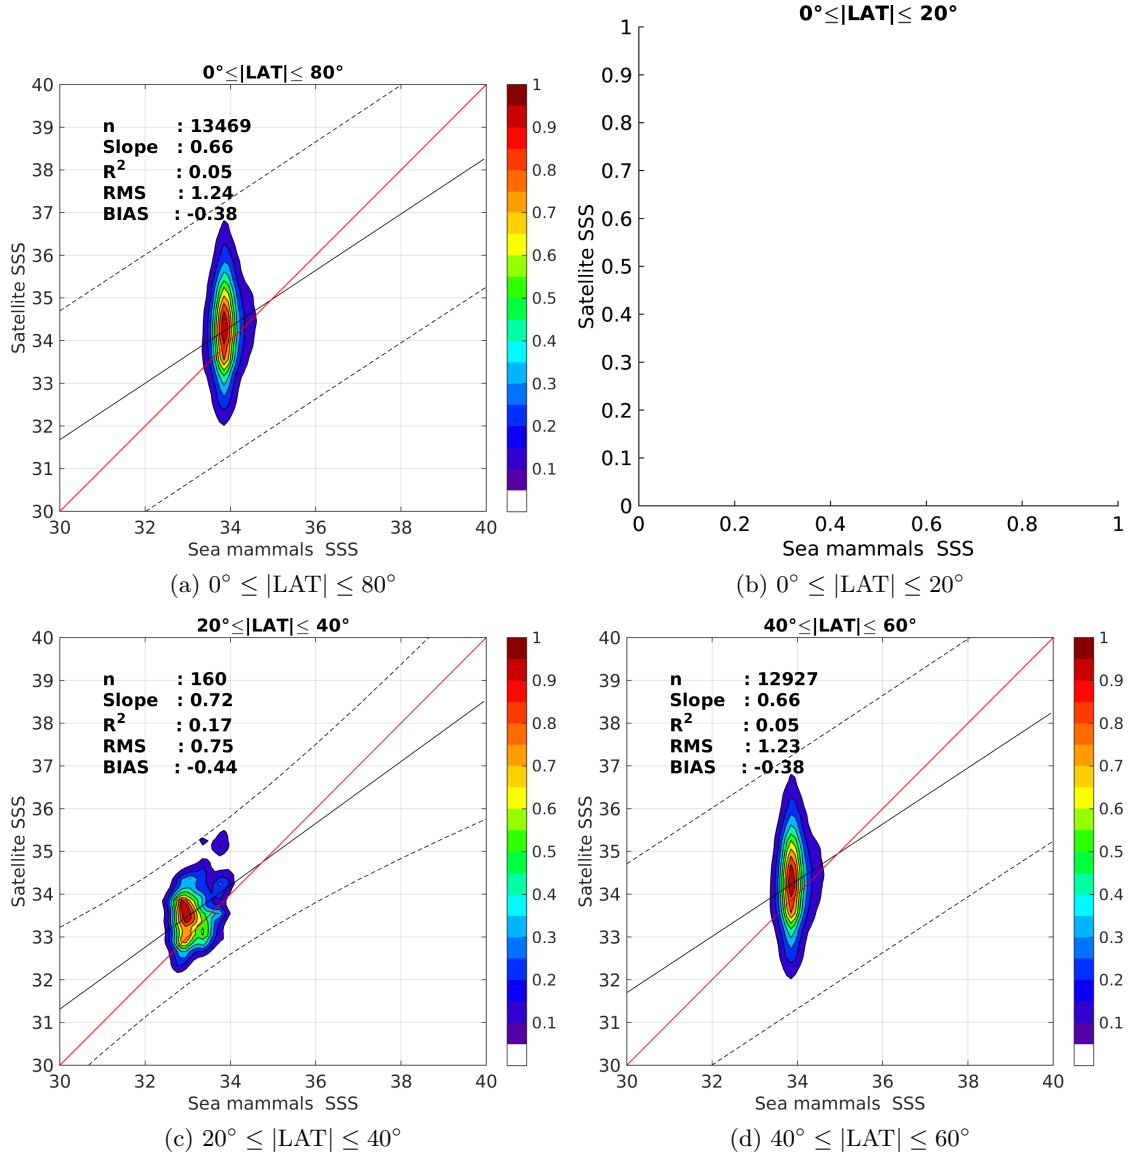 0°≤|LAT|≤ 80°
40
39
38
37
36
35
34
33
32
31
30
Satellite SSS
n : 13469
Slope : 0.66
R² : 0.05
RMS : 1.24
BIAS : -0.38
30 32 34 36 38 40
Sea mammals SSS
1
0.9
0.8
0.7
0.6
0.5
0.4
0.3
0.2
0.1
(a) 0° ≤ |LAT| ≤ 80°
0°≤|LAT|≤ 20°
1
0.9
0.8
0.7
0.6
0.5
0.4
0.3
0.2
0.1
0
Satellite SSS
0 0.2 0.4 0.6 0.8 1
Sea mammals SSS
(b) 0° ≤ |LAT| ≤ 20°
20°≤|LAT|≤ 40°
40
39
38
37
36
35
34
33
32
31
30
Satellite SSS
n : 160
Slope : 0.72
R² : 0.17
RMS : 0.75
BIAS : -0.44
30 32 34 36 38 40
Sea mammals SSS
1
0.9
0.8
0.7
0.6
0.5
0.4
0.3
0.2
0.1
(c) 20° ≤ |LAT| ≤ 40°
40°≤|LAT|≤ 60°
40
39
38
37
36
35
34
33
32
31
30
Satellite SSS
n : 12927
Slope : 0.66
R² : 0.05
RMS : 1.23
BIAS : -0.38
30 32 34 36 38 40
Sea mammals SSS
1
0.9
0.8
0.7
0.6
0.5
0.4
0.3
0.2
0.1
(d) 40° ≤ |LAT| ≤ 60°